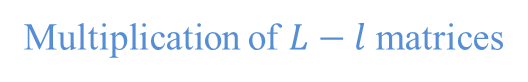 Multiplication of L − l matrices